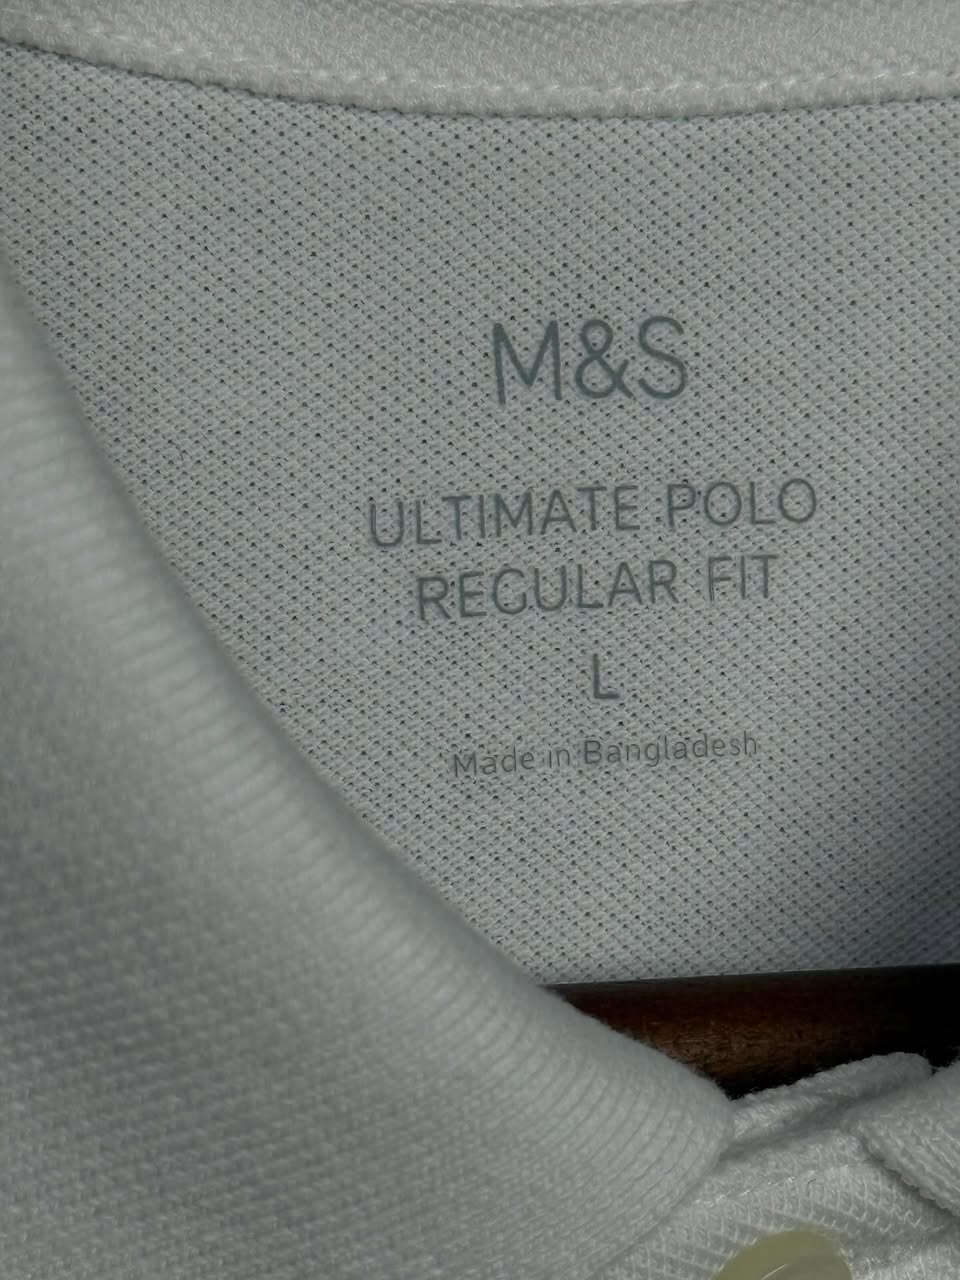 M&S
ULTIMATE POLO
REGULAR FIT
L
Made in Bangladesh